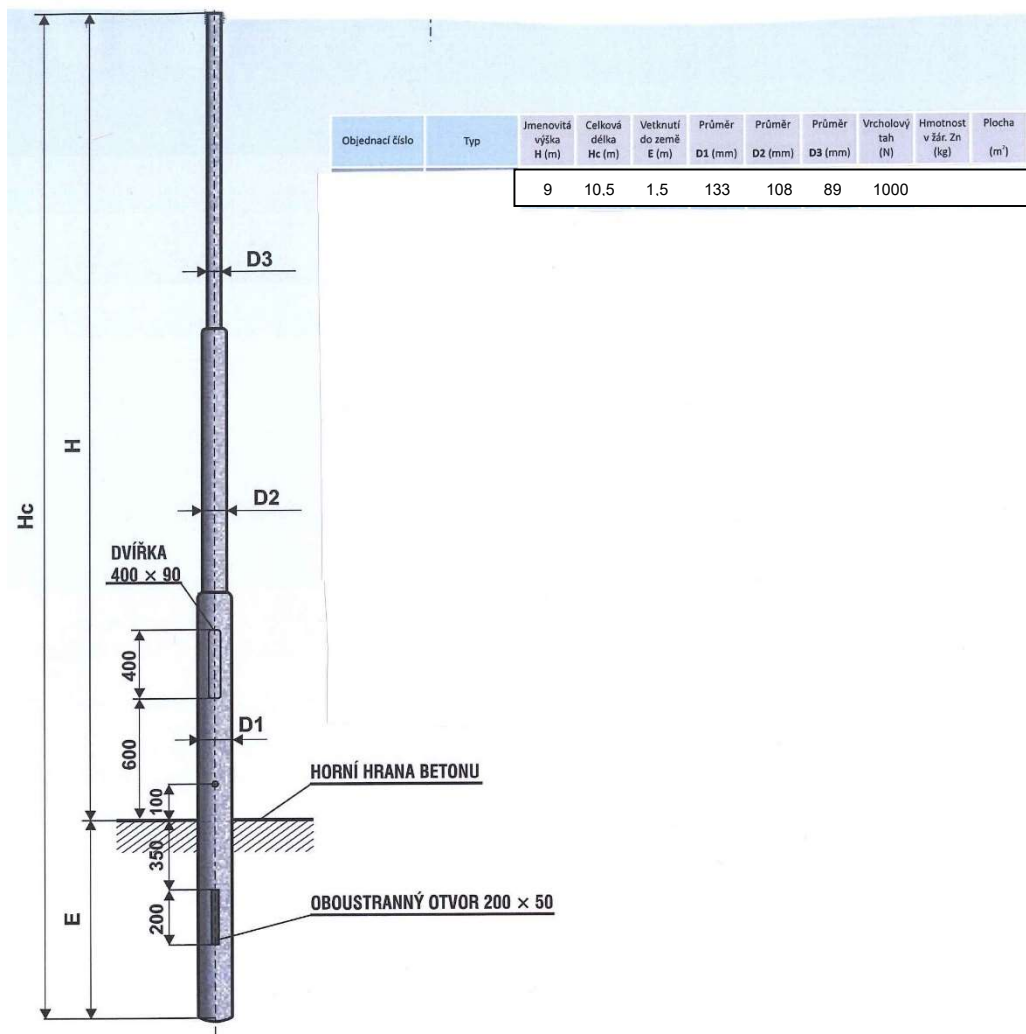 Objednací číslo
Typ
Jmenovitá výška H (m)
Celková délka Hc (m)
Vetknutí do země E (m)
Průměr D1 (mm)
Průměr D2 (mm)
Průměr D3 (mm)
Vrcholový tah (N)
Hmotnost v žár. Zn (kg)
Plocha (m²)
9 10.5 1.5 133 108 89 1000
D3
H
Hc
D2
DVÍŘKA
400 × 90
400
D1
600
HORNÍ HRANA BETONU
100
350
E
200
OBOUSTRANNÝ OTVOR 200 × 50